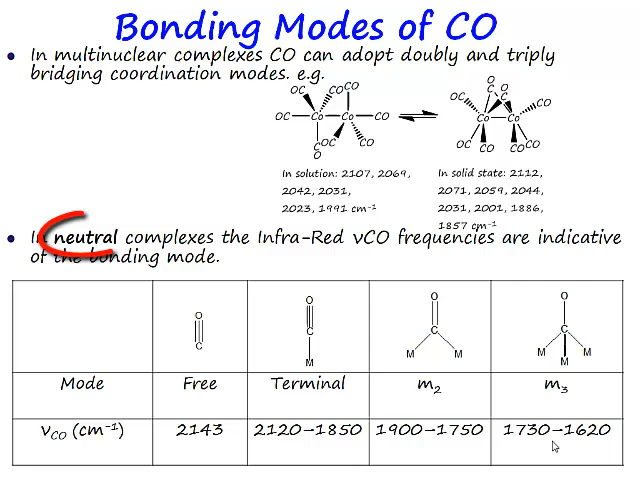 Bonding Modes of CO
• In multinuclear complexes CO can adopt doubly and triply
bridging coordination modes. e.g.
OC OC OC CO Co Co CO OC CO C O
OC C O C O CO Co Co OC CO OC CO
In solution: 2107, 2069,
2042, 2031,
2023, 1991 cm⁻¹
In solid state: 2112,
2071, 2059, 2044,
2031, 2001, 1886,
1857 cm⁻¹
• In neutral complexes the Infra-Red νCO frequencies are indicative
of the bonding mode.
O C
O C M
O C M M
O C M M M
Mode Free Terminal m₂ m₃
νCO (cm⁻¹) 2143 2120-1850 1900-1750 1730-1620